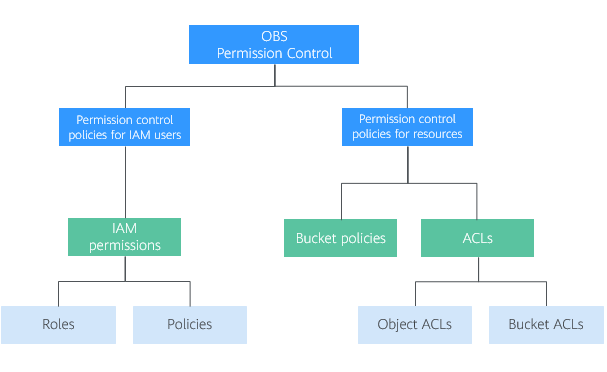 OBS
Permission Control
Permission control
policies for IAM users
Permission control
policies for resources
IAM
permissions
Bucket policies
ACLs
Roles
Policies
Object ACLs
Bucket ACLs